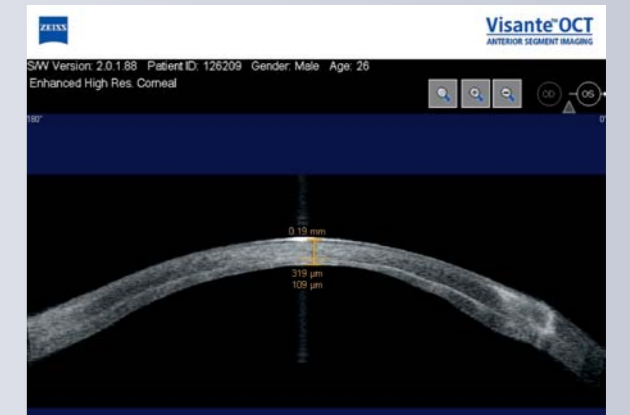 ZEISS
Visante™OCT
ANTERIOR SEGMENT IMAGING
S/W Version: 2.0.1.88 Patient ID: 126209 Gender: Male Age: 26
Enhanced High Res. Corneal
OD OS
180° 0°
0.19 mm
319 µm
109 µm